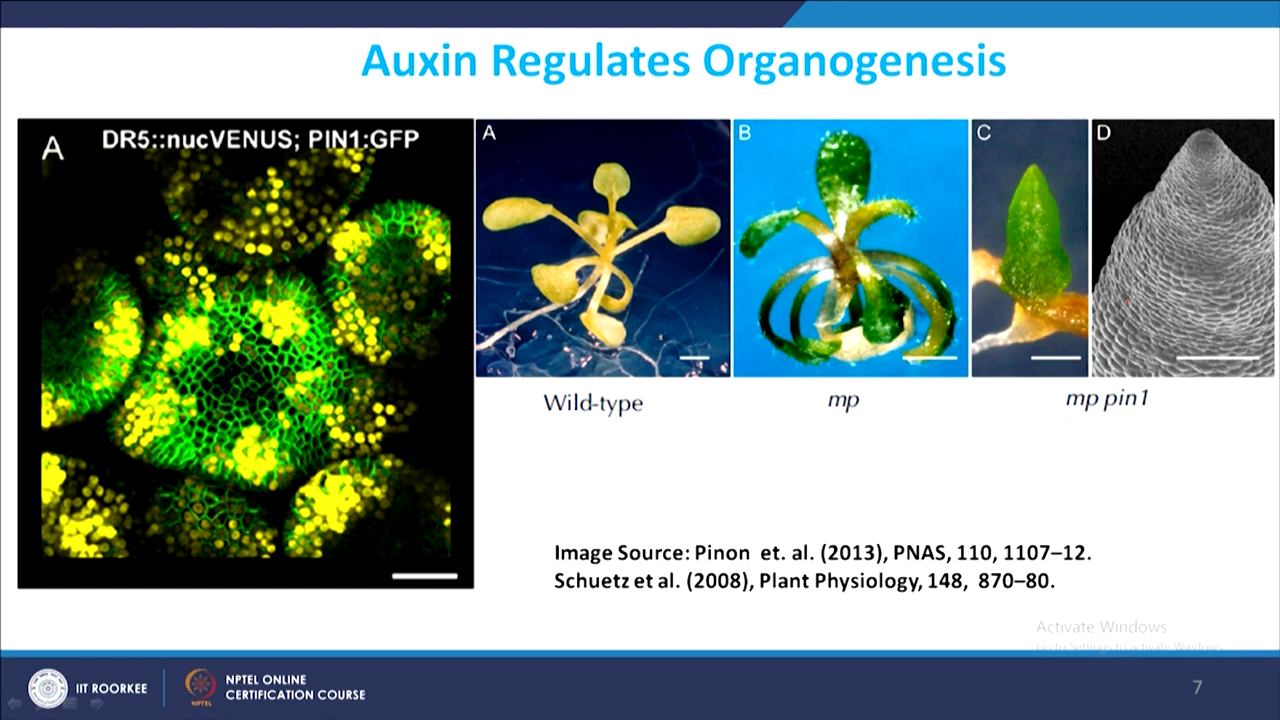 Auxin Regulates Organogenesis
A
DR5::nucVENUS; PIN1:GFP
A
B
C
D
Wild-type
mp
mp pin1
Image Source: Pinon et. al. (2013), PNAS, 110, 1107–12.
Schuetz et al. (2008), Plant Physiology, 148, 870–80.
Activate Windows
Go to Settings to activate Windows.
IIT ROORKEE
NPTEL
NPTEL ONLINE
CERTIFICATION COURSE
7